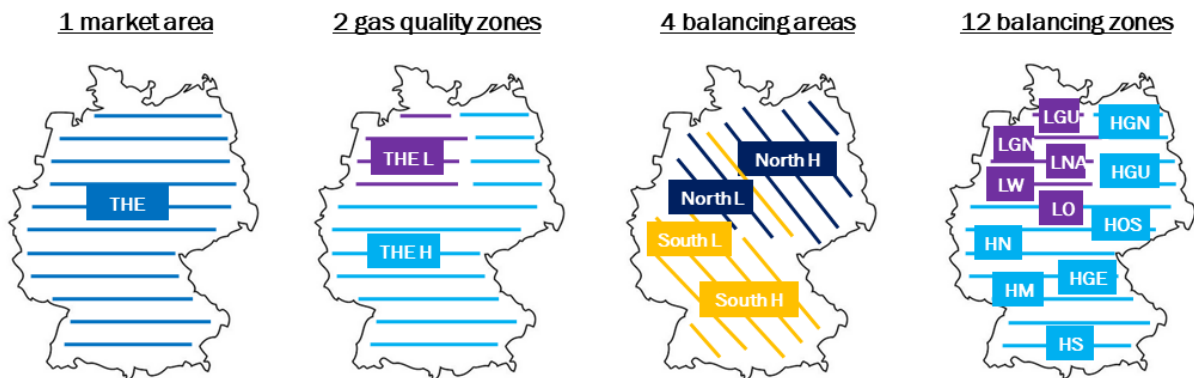 1 market area
2 gas quality zones
4 balancing areas
12 balancing zones
THE
THE L
THE H
North H
North L
South L
South H
LGU
HGN
LGN
LNA
HGU
LW
LO
HOS
HN
HGE
HM
HS